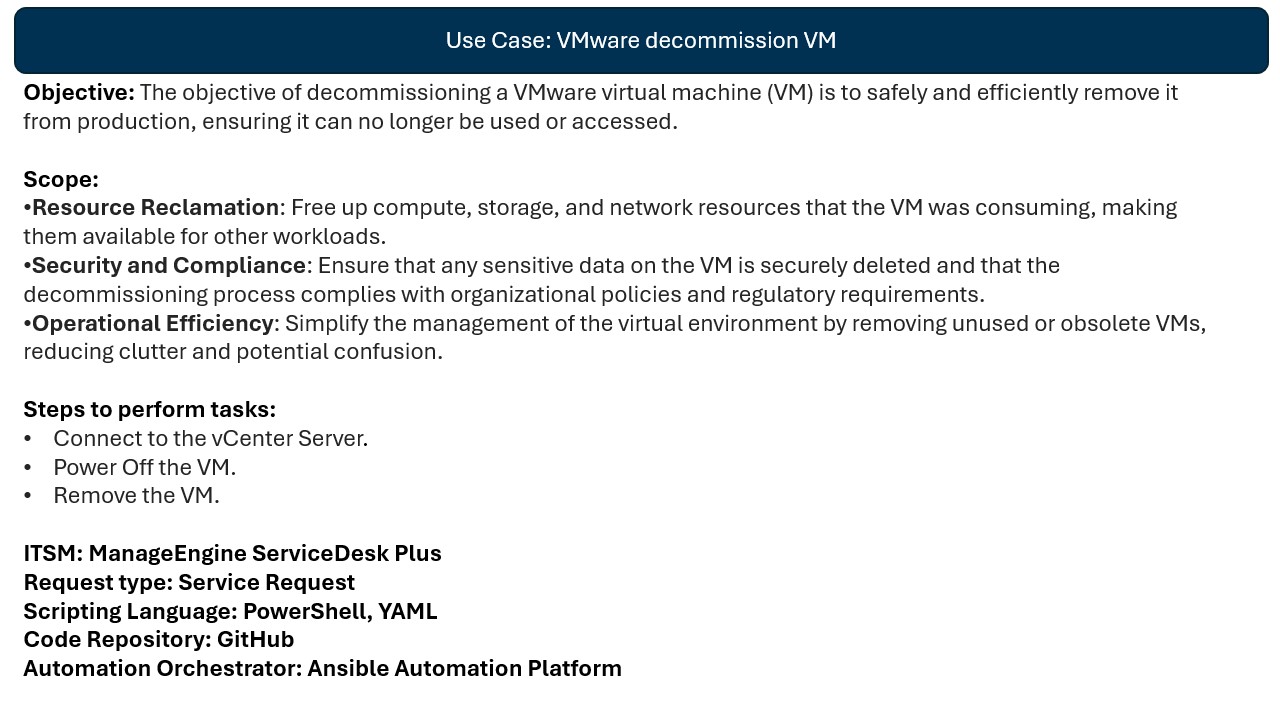 Use Case: VMware decommission VM
Objective: The objective of decommissioning a VMware virtual machine (VM) is to safely and efficiently remove it
from production, ensuring it can no longer be used or accessed.
Scope:
•Resource Reclamation: Free up compute, storage, and network resources that the VM was consuming, making
them available for other workloads.
•Security and Compliance: Ensure that any sensitive data on the VM is securely deleted and that the
decommissioning process complies with organizational policies and regulatory requirements.
•Operational Efficiency: Simplify the management of the virtual environment by removing unused or obsolete VMs,
reducing clutter and potential confusion.
Steps to perform tasks:
• Connect to the vCenter Server.
• Power Off the VM.
• Remove the VM.
ITSM: ManageEngine ServiceDesk Plus
Request type: Service Request
Scripting Language: PowerShell, YAML
Code Repository: GitHub
Automation Orchestrator: Ansible Automation Platform